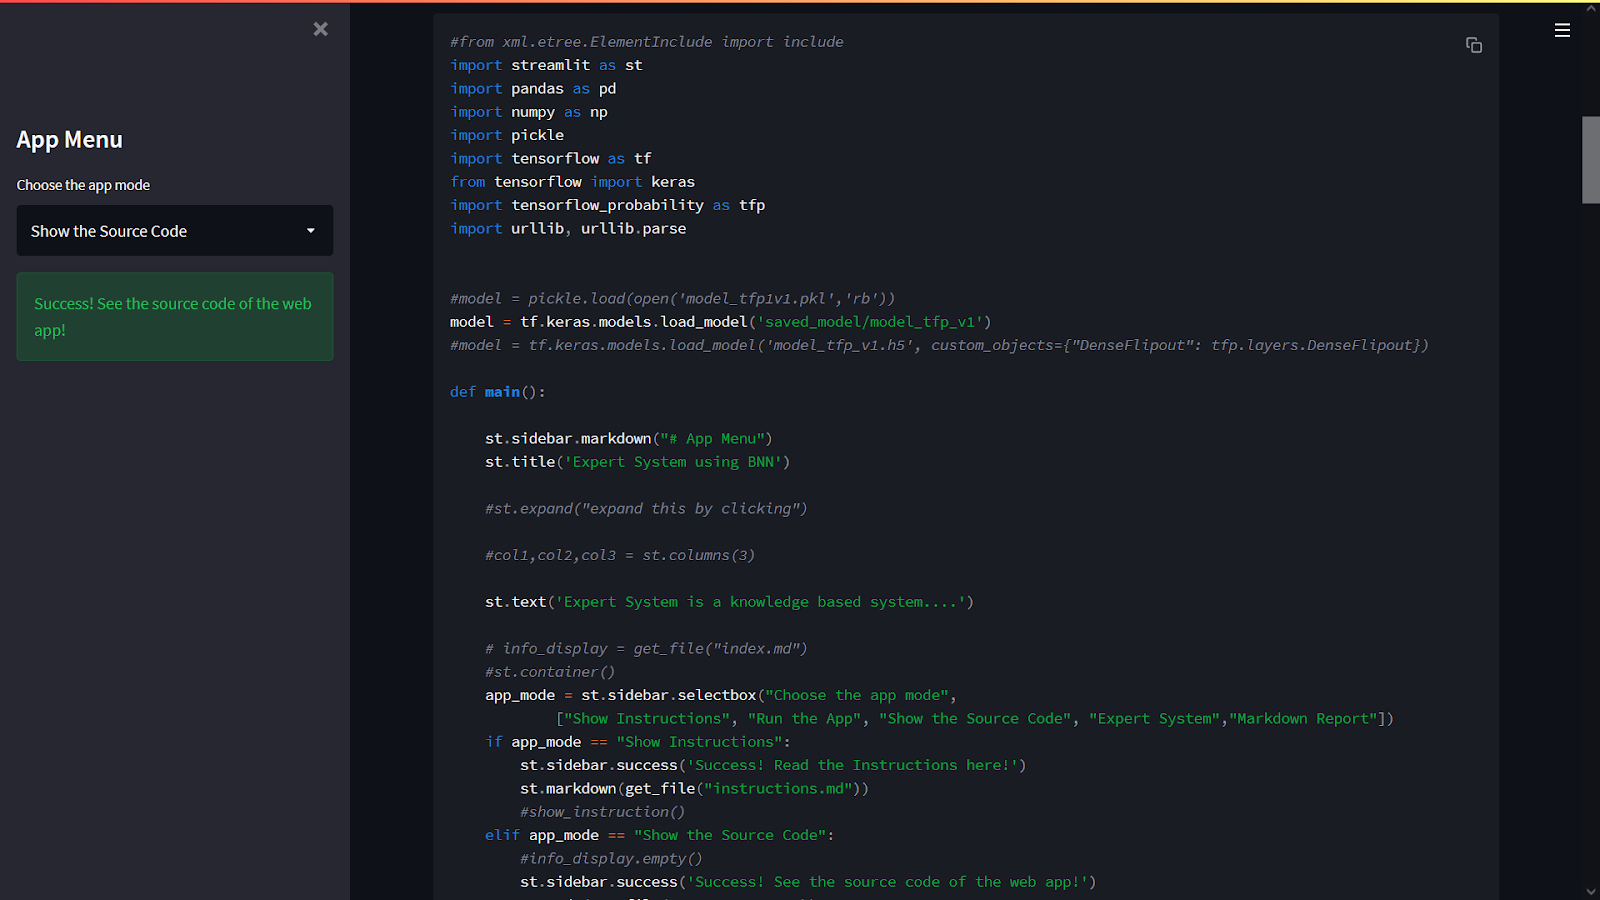 App Menu
Choose the app mode
Show the Source Code
Success! See the source code of the web
app!
#from xml.etree.ElementInclude import include
import streamlit as st
import pandas as pd
import numpy as np
import pickle
import tensorflow as tf
from tensorflow import keras
import tensorflow_probability as tfp
import urllib, urllib.parse
#model = pickle.load(open('model_tfp1v1.pkl','rb'))
model = tf.keras.models.load_model('saved_model/model_tfp_v1')
#model = tf.keras.models.load_model('model_tfp_v1.h5', custom_objects={"DenseFlipout": tfp.layers.DenseFlipout})
def main():
st.sidebar.markdown("# App Menu")
st.title('Expert System using BNN')
#st.expand("expand this by clicking")
#col1,col2,col3 = st.columns(3)
st.text('Expert System is a knowledge based system....')
# info_display = get_file("index.md")
#st.container()
app_mode = st.sidebar.selectbox("Choose the app mode",
["Show Instructions", "Run the App", "Show the Source Code", "Expert System","Markdown Report"])
if app_mode == "Show Instructions":
st.sidebar.success('Success! Read the Instructions here!')
st.markdown(get_file("instructions.md"))
#show_instruction()
elif app_mode == "Show the Source Code":
#info_display.empty()
st.sidebar.success('Success! See the source code of the web app!')